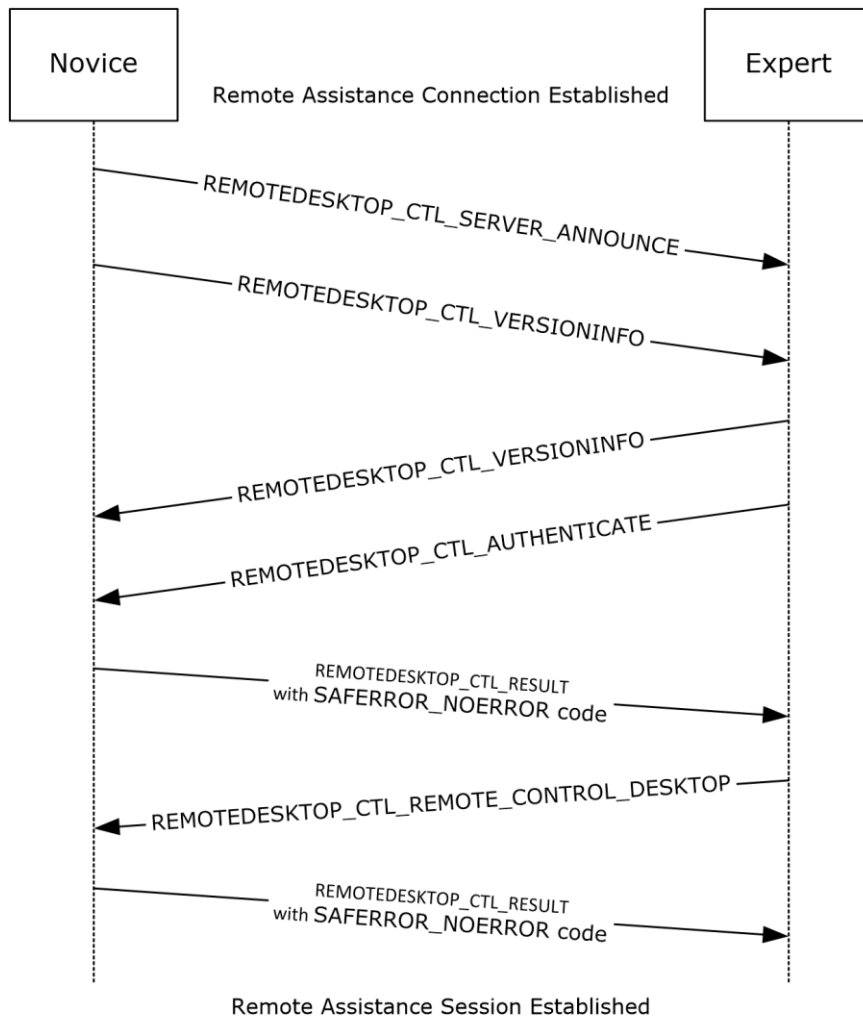 Novice
Expert
Remote Assistance Connection Established
REMOTEDESKTOP_CTL_SERVER_ANNOUNCE
REMOTEDESKTOP_CTL_VERSIONINFO
REMOTEDESKTOP_CTL_VERSIONINFO
REMOTEDESKTOP_CTL_AUTHENTICATE
REMOTEDESKTOP_CTL_RESULT
with SAFERROR_NOERROR code
REMOTEDESKTOP_CTL_REMOTE_CONTROL_DESKTOP
REMOTEDESKTOP_CTL_RESULT
with SAFERROR_NOERROR code
Remote Assistance Session Established